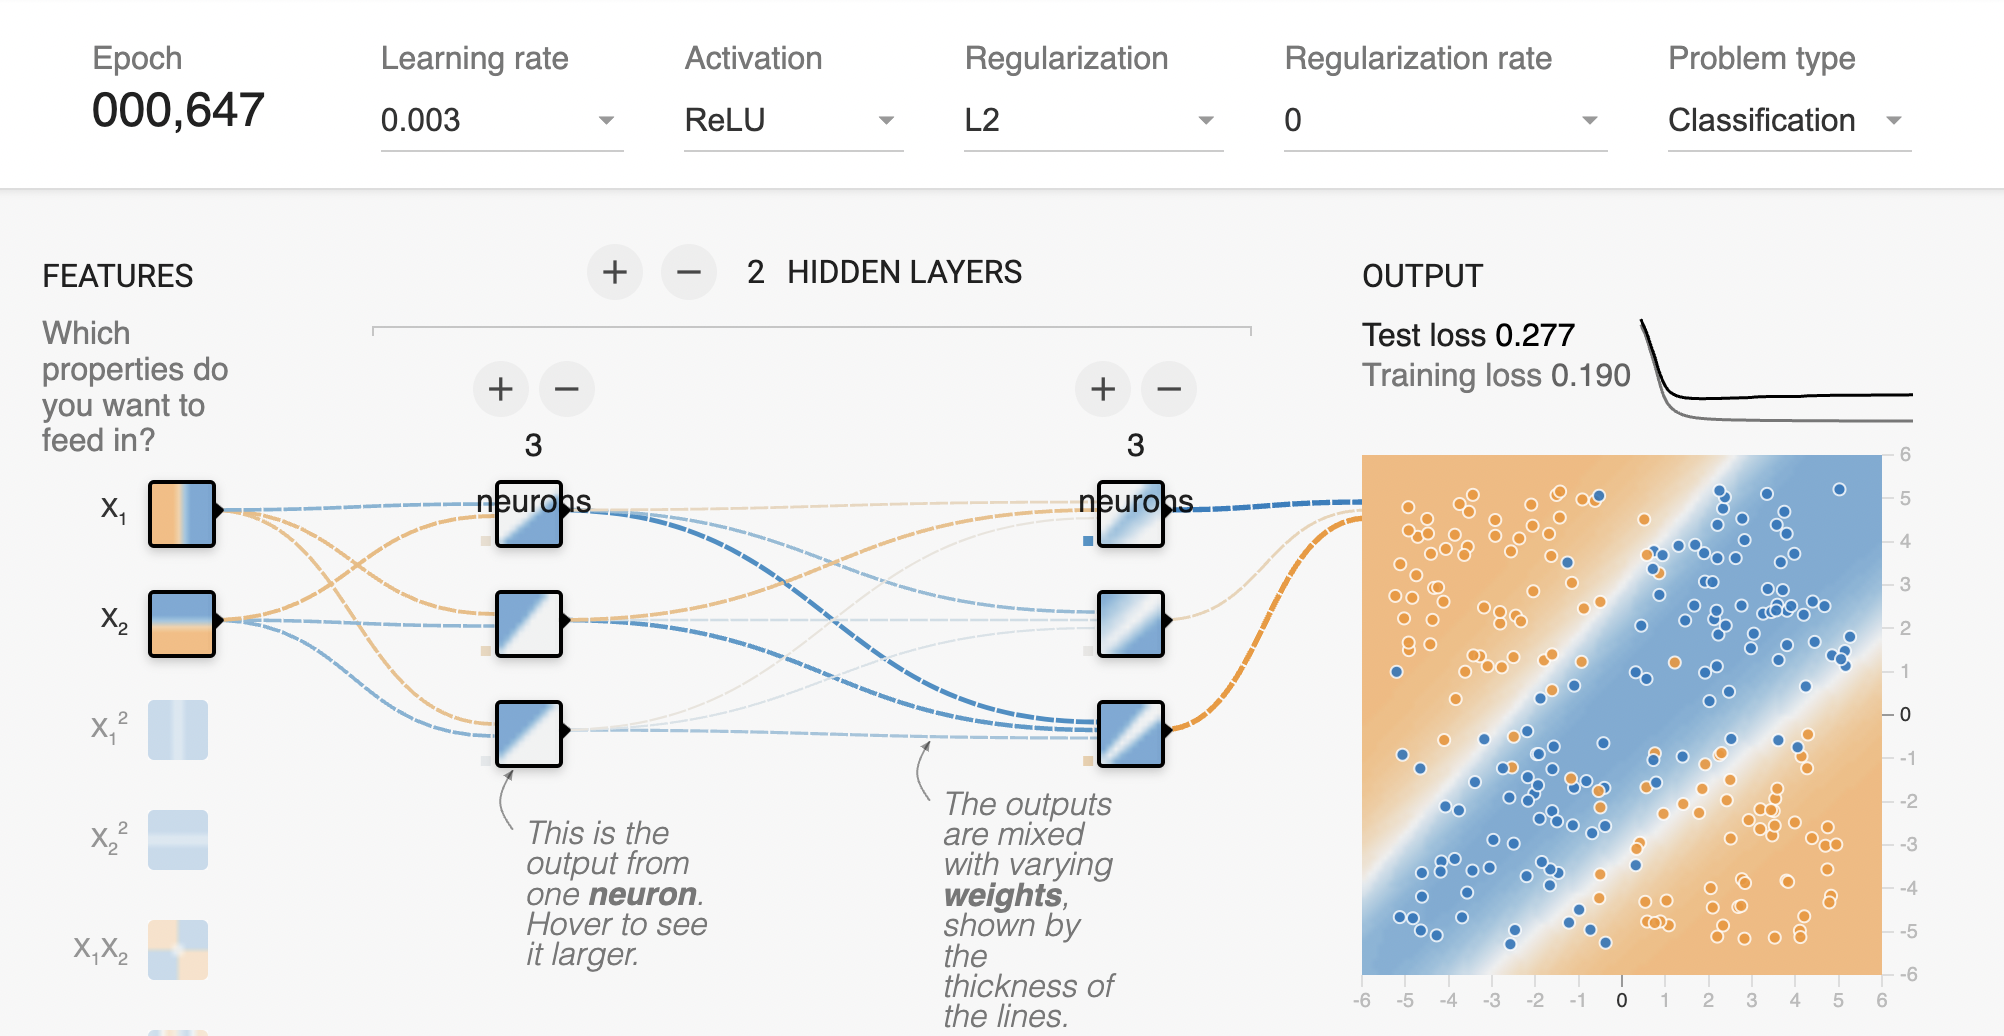 Epoch
000,647
Learning rate
0.003
Activation
ReLU
Regularization
L2
Regularization rate
0
Problem type
Classification
FEATURES
Which
properties do
you want to
feed in?
X1
X2
X1²
X2²
X1X2
+ − 2 HIDDEN LAYERS
+ −
3
neurons
+ −
3
neurons
This is the
output from
one neuron.
Hover to see
it larger.
The outputs
are mixed
with varying
weights,
shown by
the
thickness of
the lines.
OUTPUT
Test loss 0.277
Training loss 0.190
6
5
4
3
2
1
0
-1
-2
-3
-4
-5
-6
-6 -5 -4 -3 -2 -1 0 1 2 3 4 5 6